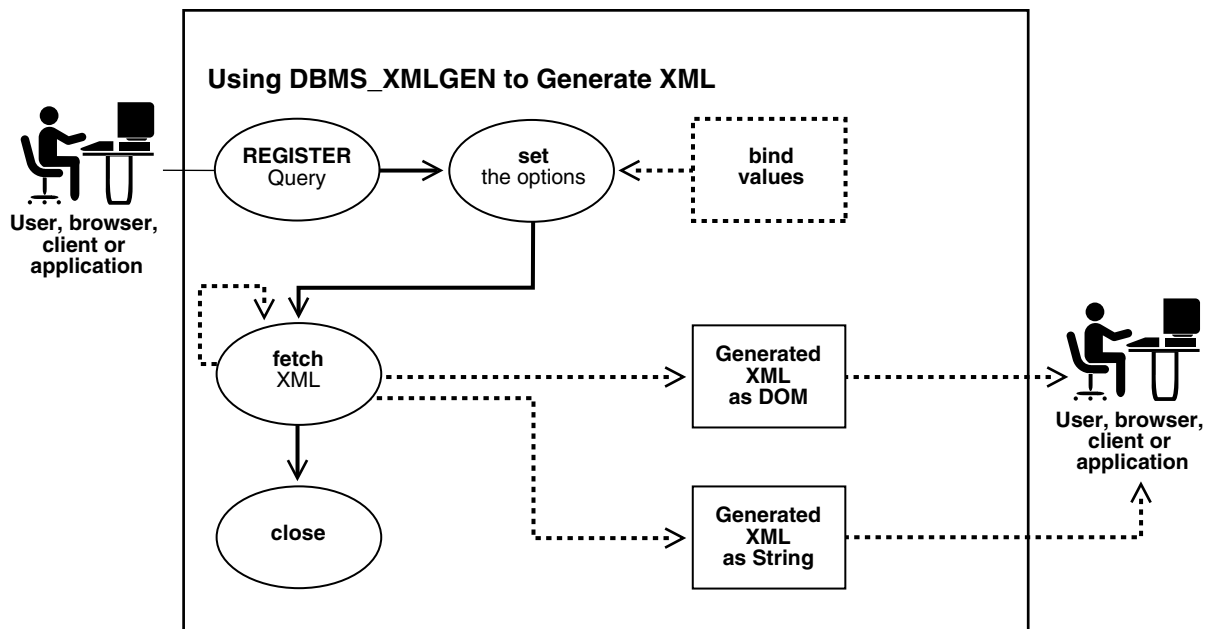 Using DBMS_XMLGEN to Generate XML
REGISTER
Query
set
the options
bind
values
User, browser,
client or
application
fetch
XML
Generated
XML
as DOM
User, browser,
client or
application
close
Generated
XML
as String